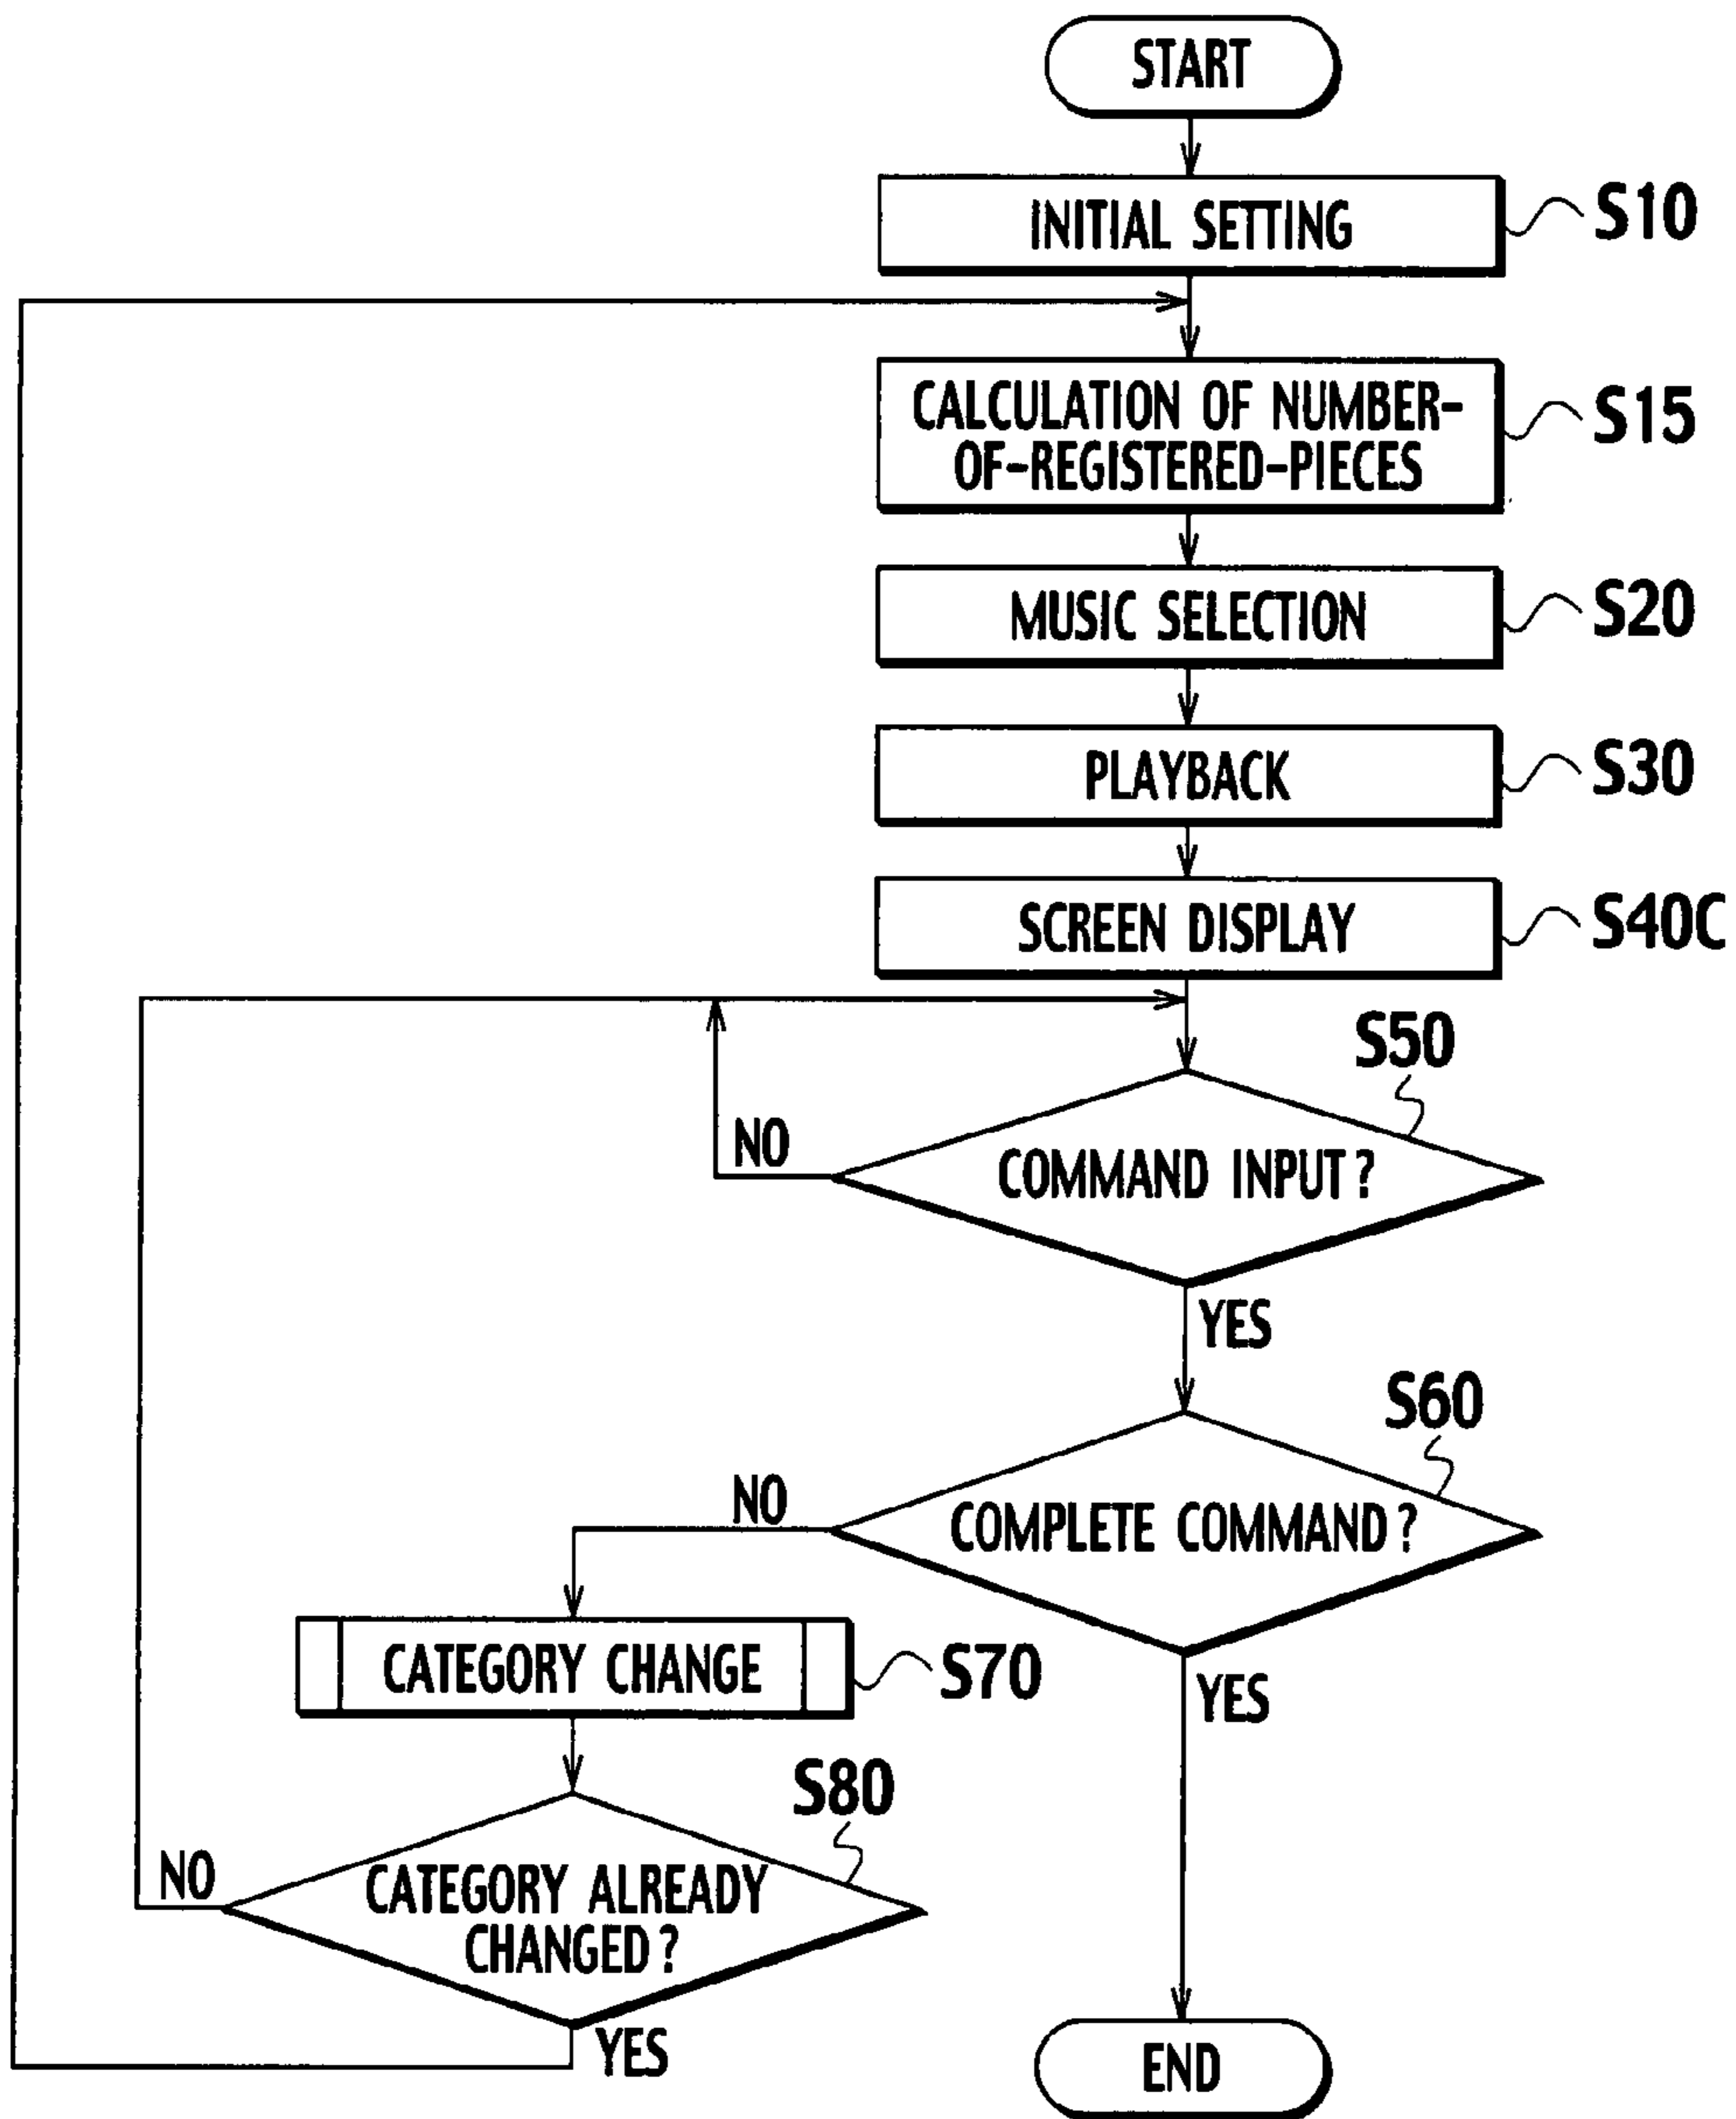 START
INITIAL SETTING
S10
CALCULATION OF NUMBER-
OF-REGISTERED-PIECES
S15
MUSIC SELECTION
S20
PLAYBACK
S30
SCREEN DISPLAY
S40C
S50
NO
COMMAND INPUT?
YES
S60
NO
COMPLETE COMMAND?
CATEGORY CHANGE
S70
YES
S80
NO
CATEGORY ALREADY
CHANGED?
YES
END